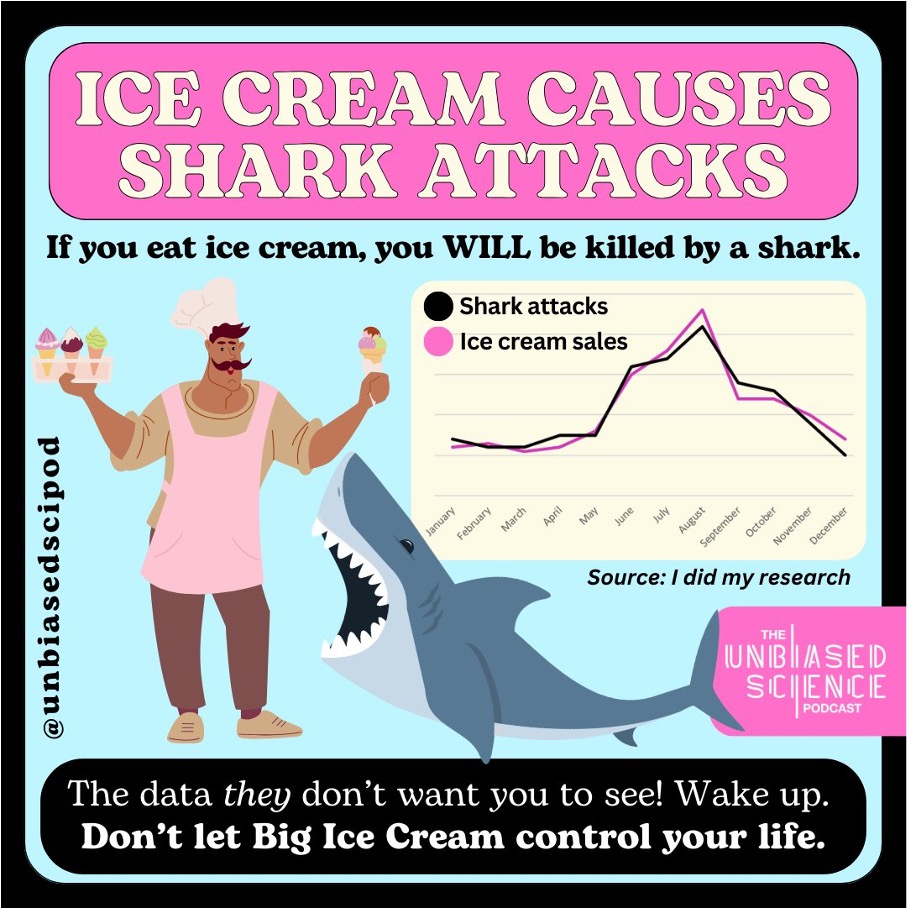 ICE CREAM CAUSES
SHARK ATTACKS
If you eat ice cream, you WILL be killed by a shark.
Shark attacks
Ice cream sales
January
February
March
April
May
June
July
August
September
October
November
December
Source: I did my research
@unbiasedscipod
THE
UNBIASED
SCIENCE
PODCAST
The data they don’t want you to see! Wake up.
Don’t let Big Ice Cream control your life.